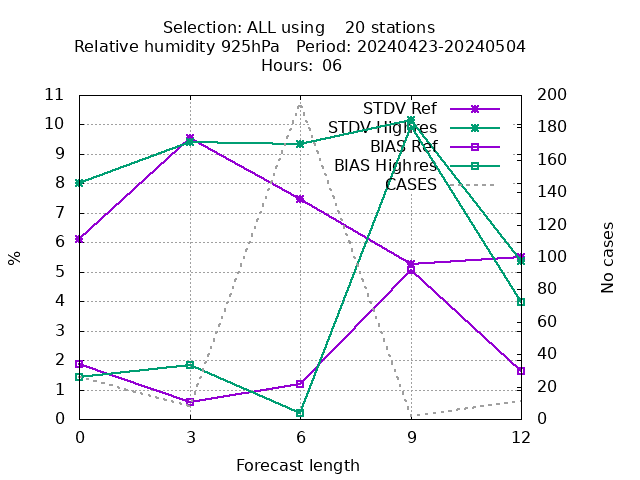 Selection: ALL using    20 stations
Relative humidity 925hPa   Period: 20240423-20240504
Hours: 06
11 200
10 180
9 160
8 140
7 120
6 100
5 80
4 60
3 40
2 20
1 0
0
%
No cases
STDV Ref
STDV Highres
BIAS Ref
BIAS Highres
CASES
0 3 6 9 12
Forecast length